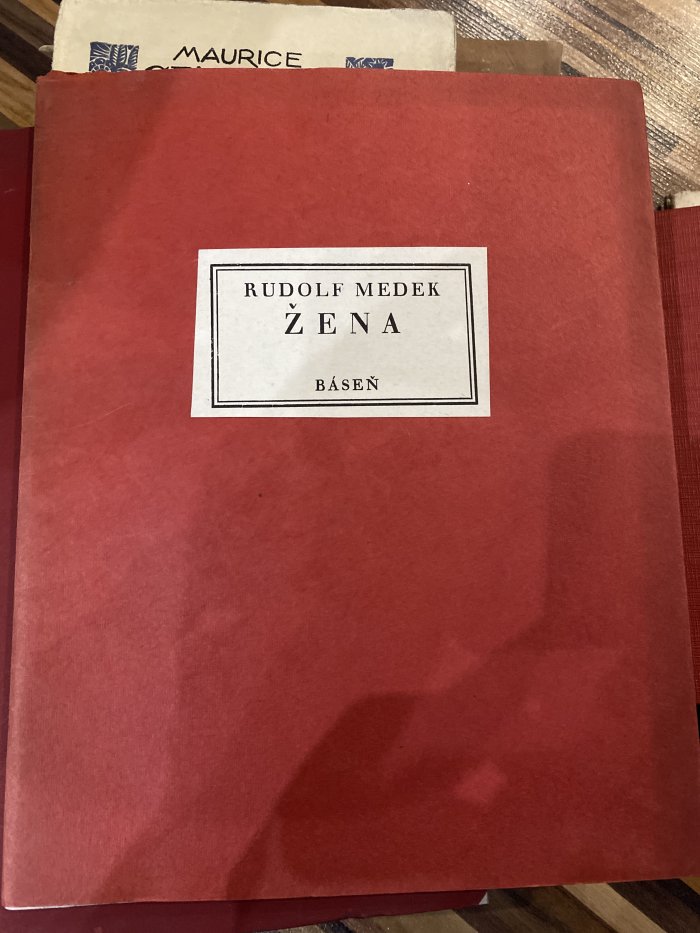 MAURICE
RUDOLF MEDEK
ŽENA
BÁSEŇ